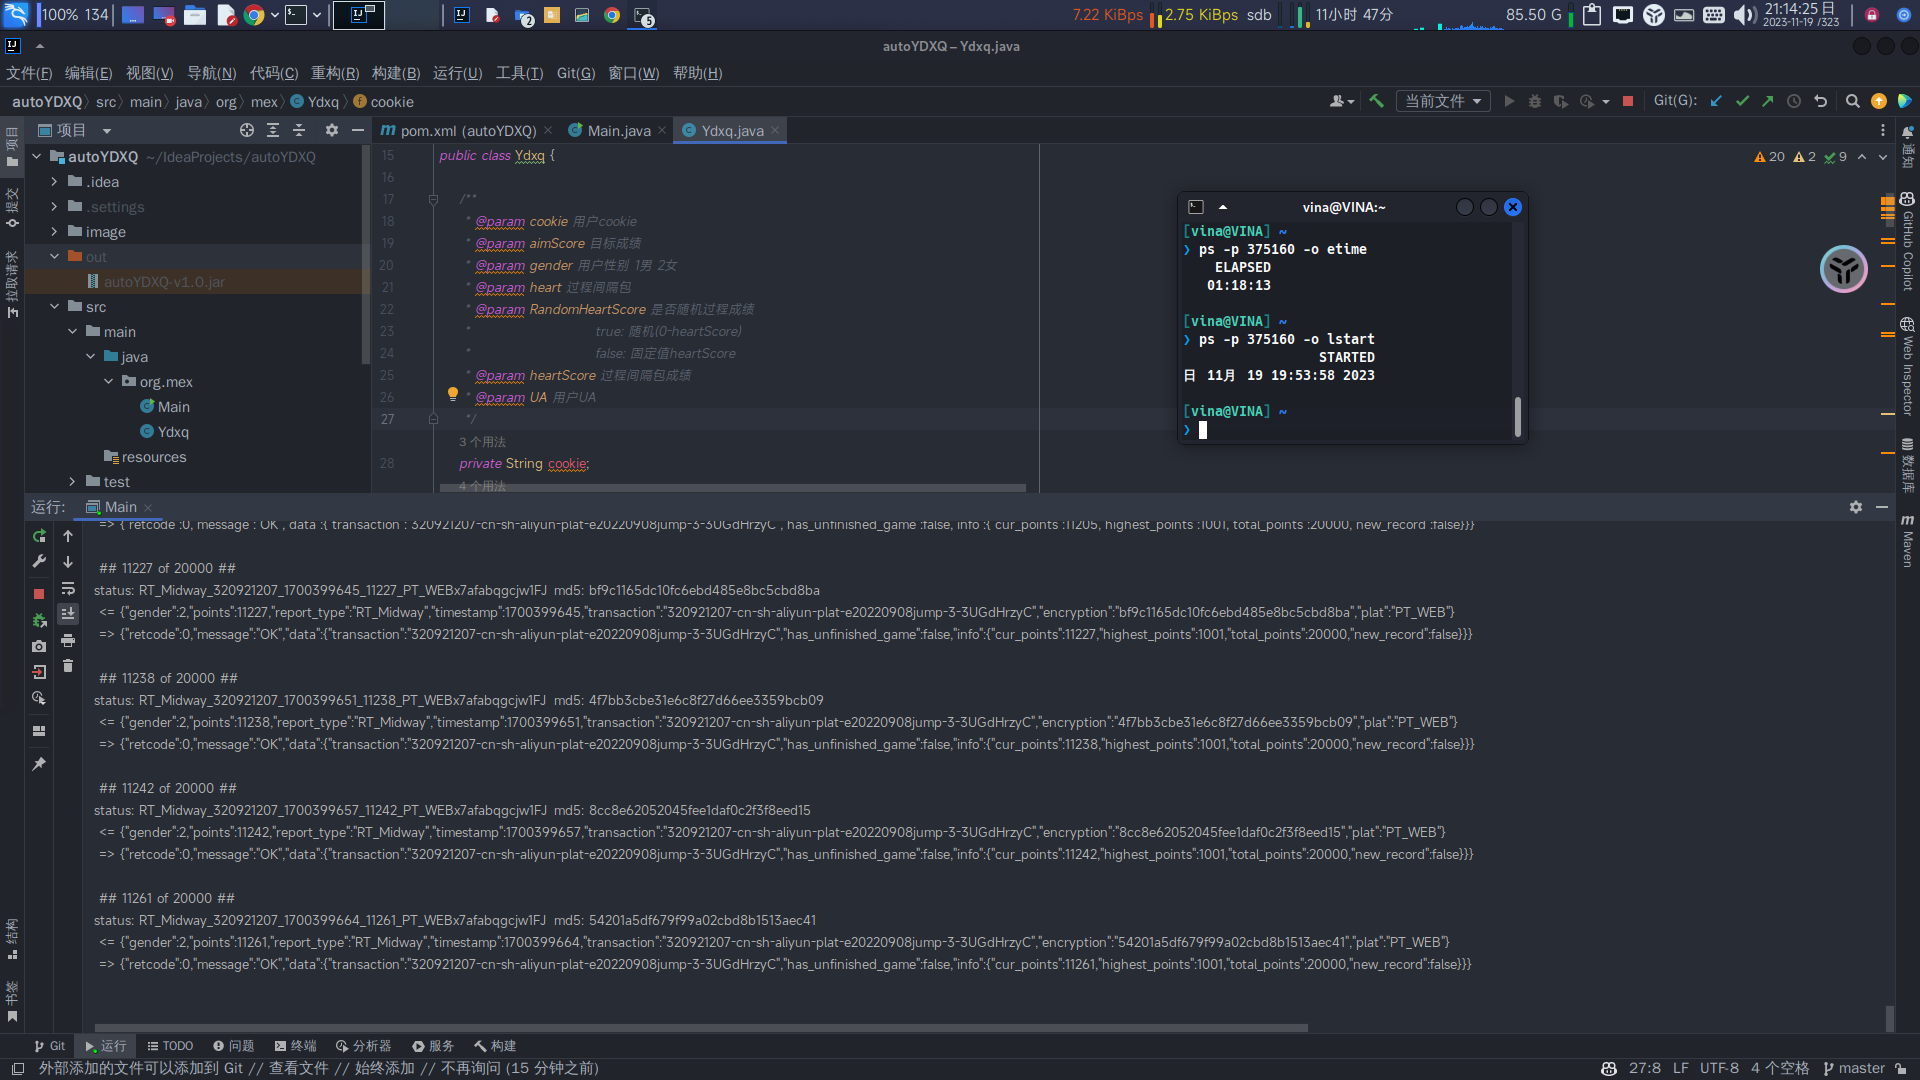 100% 134
2
5
7.22 KiBps 2.75 KiBps sdb 11小时 47分 85.50 G 21:14:25 日
2023-11-19 /323
autoYDXQ – Ydxq.java
文件(F) 编辑(E) 视图(V) 导航(N) 代码(C) 重构(R) 构建(B) 运行(U) 工具(T) Git(G) 窗口(W) 帮助(H)
autoYDXQ src main java org mex Ydxq cookie
当前文件 Git(G):
项目
pom.xml (autoYDXQ) Main.java Ydxq.java
autoYDXQ ~/IdeaProjects/autoYDXQ
.idea
.settings
image
out
autoYDXQ-v1.0.jar
src
main
java
org.mex
Main
Ydxq
resources
test
项目
提交
拉取请求
结构
书签
15 public class Ydxq {
20 2 9
16
17 /**
18 * @param cookie 用户cookie
19 * @param aimScore 目标成绩
20 * @param gender 用户性别 1男 2女
21 * @param heart 过程间隔包
22 * @param RandomHeartScore 是否随机过程成绩
23 * true: 随机(0-heartScore)
24 * false: 固定值heartScore
25 * @param heartScore 过程间隔包成绩
26 * @param UA 用户UA
27 */
3 个用法
28 private String cookie;
4 个用法
vina@VINA:~
[vina@VINA] ~
❯ ps -p 375160 -o etime
ELAPSED
01:18:13
[vina@VINA] ~
❯ ps -p 375160 -o lstart
STARTED
日 11月 19 19:53:58 2023
[vina@VINA] ~
❯
通知
GitHub Copilot
Web Inspector
数据库
Maven
运行: Main
=> {"retcode":0,"message":"OK","data":{"transaction":"320921207-cn-sh-aliyun-plat-e20220908jump-3-3UGdHrzyC","has_unfinished_game":false,"info":{"cur_points":11205,"highest_points":1001,"total_points":20000,"new_record":false}}}
## 11227 of 20000 ##
status: RT_Midway_320921207_1700399645_11227_PT_WEBx7afabqgcjw1FJ md5: bf9c1165dc10fc6ebd485e8bc5cbd8ba
<= {"gender":2,"points":11227,"report_type":"RT_Midway","timestamp":1700399645,"transaction":"320921207-cn-sh-aliyun-plat-e20220908jump-3-3UGdHrzyC","encryption":"bf9c1165dc10fc6ebd485e8bc5cbd8ba","plat":"PT_WEB"}
=> {"retcode":0,"message":"OK","data":{"transaction":"320921207-cn-sh-aliyun-plat-e20220908jump-3-3UGdHrzyC","has_unfinished_game":false,"info":{"cur_points":11227,"highest_points":1001,"total_points":20000,"new_record":false}}}
## 11238 of 20000 ##
status: RT_Midway_320921207_1700399651_11238_PT_WEBx7afabqgcjw1FJ md5: 4f7bb3cbe31e6c8f27d66ee3359bcb09
<= {"gender":2,"points":11238,"report_type":"RT_Midway","timestamp":1700399651,"transaction":"320921207-cn-sh-aliyun-plat-e20220908jump-3-3UGdHrzyC","encryption":"4f7bb3cbe31e6c8f27d66ee3359bcb09","plat":"PT_WEB"}
=> {"retcode":0,"message":"OK","data":{"transaction":"320921207-cn-sh-aliyun-plat-e20220908jump-3-3UGdHrzyC","has_unfinished_game":false,"info":{"cur_points":11238,"highest_points":1001,"total_points":20000,"new_record":false}}}
## 11242 of 20000 ##
status: RT_Midway_320921207_1700399657_11242_PT_WEBx7afabqgcjw1FJ md5: 8cc8e62052045fee1daf0c2f3f8eed15
<= {"gender":2,"points":11242,"report_type":"RT_Midway","timestamp":1700399657,"transaction":"320921207-cn-sh-aliyun-plat-e20220908jump-3-3UGdHrzyC","encryption":"8cc8e62052045fee1daf0c2f3f8eed15","plat":"PT_WEB"}
=> {"retcode":0,"message":"OK","data":{"transaction":"320921207-cn-sh-aliyun-plat-e20220908jump-3-3UGdHrzyC","has_unfinished_game":false,"info":{"cur_points":11242,"highest_points":1001,"total_points":20000,"new_record":false}}}
## 11261 of 20000 ##
status: RT_Midway_320921207_1700399664_11261_PT_WEBx7afabqgcjw1FJ md5: 54201a5df679f99a02cbd8b1513aec41
<= {"gender":2,"points":11261,"report_type":"RT_Midway","timestamp":1700399664,"transaction":"320921207-cn-sh-aliyun-plat-e20220908jump-3-3UGdHrzyC","encryption":"54201a5df679f99a02cbd8b1513aec41","plat":"PT_WEB"}
=> {"retcode":0,"message":"OK","data":{"transaction":"320921207-cn-sh-aliyun-plat-e20220908jump-3-3UGdHrzyC","has_unfinished_game":false,"info":{"cur_points":11261,"highest_points":1001,"total_points":20000,"new_record":false}}}
Git 运行 TODO 问题 终端 分析器 服务 构建
外部添加的文件可以添加到 Git // 查看文件 // 始终添加 // 不再询问 (15 分钟之前) 27:8 LF UTF-8 4 个空格 master